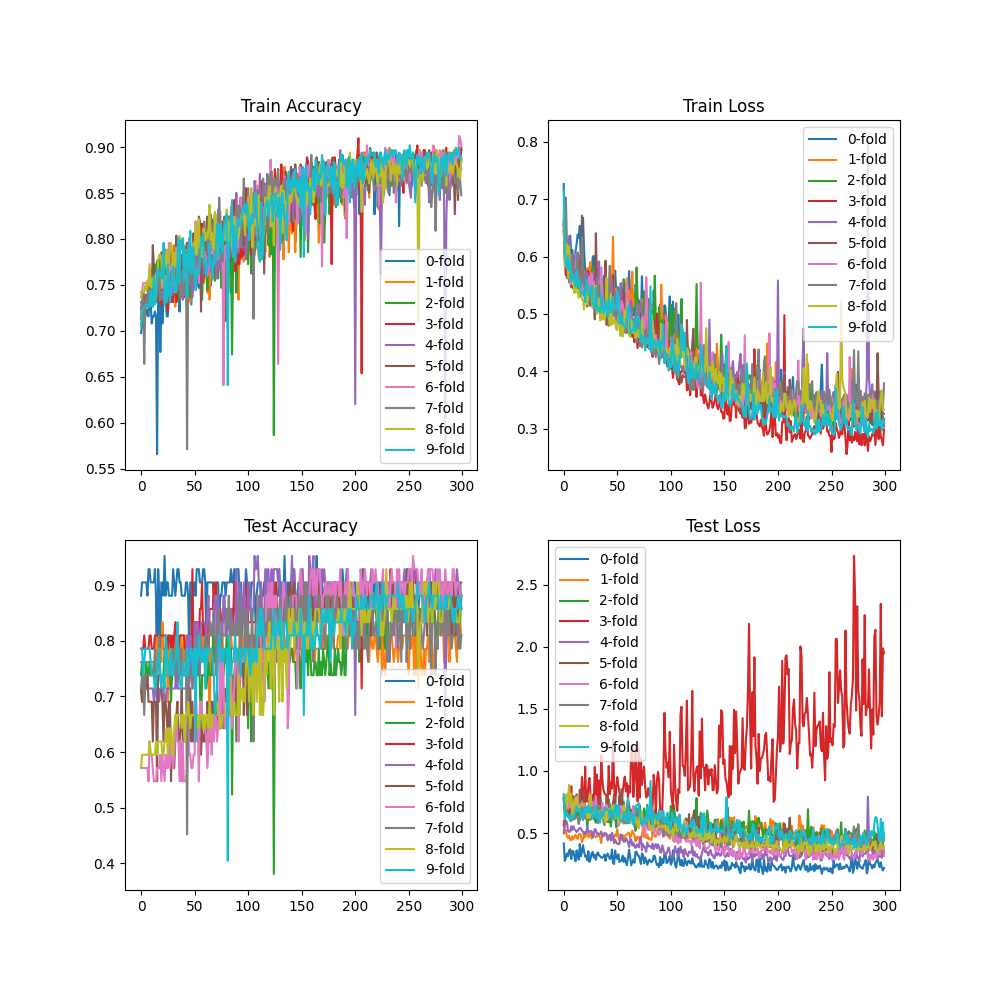 Train Accuracy
0.90
0.85
0.80
0.75
0.70
0.65
0.60
0.55
0 50 100 150 200 250 300
0-fold
1-fold
2-fold
3-fold
4-fold
5-fold
6-fold
7-fold
8-fold
9-fold
Train Loss
0.8
0.7
0.6
0.5
0.4
0.3
0 50 100 150 200 250 300
0-fold
1-fold
2-fold
3-fold
4-fold
5-fold
6-fold
7-fold
8-fold
9-fold
Test Accuracy
0.9
0.8
0.7
0.6
0.5
0.4
0 50 100 150 200 250 300
0-fold
1-fold
2-fold
3-fold
4-fold
5-fold
6-fold
7-fold
8-fold
9-fold
Test Loss
2.5
2.0
1.5
1.0
0.5
0 50 100 150 200 250 300
0-fold
1-fold
2-fold
3-fold
4-fold
5-fold
6-fold
7-fold
8-fold
9-fold